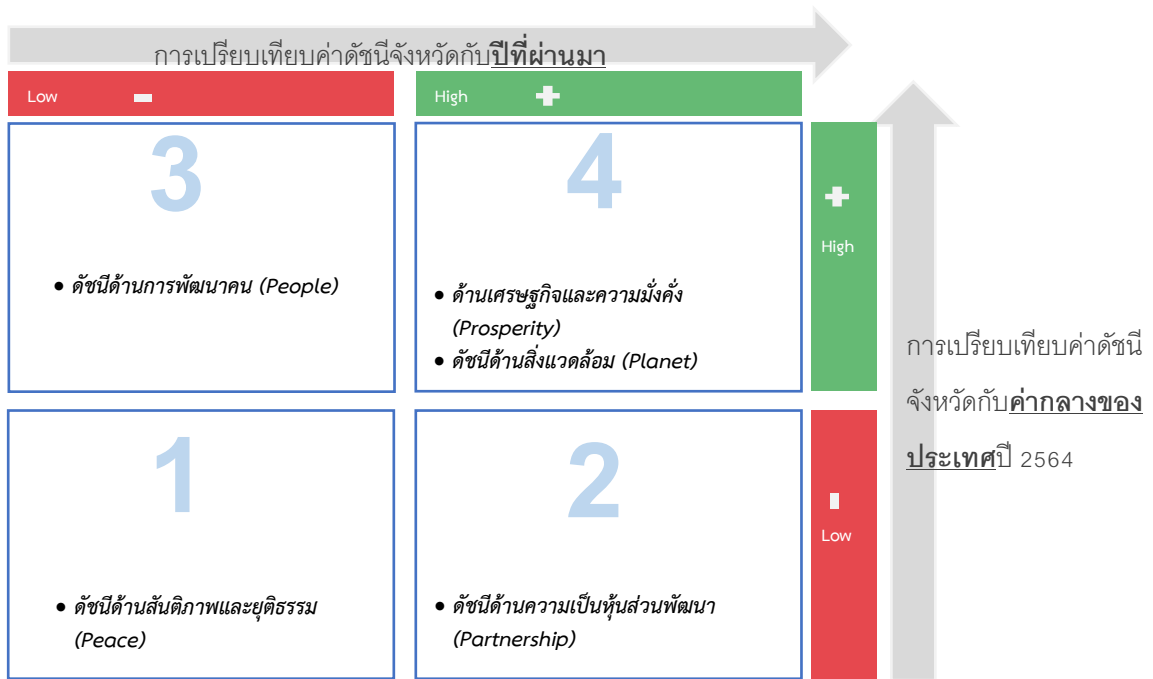 การเปรียบเทียบค่าดัชนีจังหวัดกับปีที่ผ่านมา
Low
High
3
4
High
• ดัชนีด้านการพัฒนาคน (People)
• ด้านเศรษฐกิจและความมั่งคั่ง
(Prosperity)
• ดัชนีด้านสิ่งแวดล้อม (Planet)
การเปรียบเทียบค่าดัชนี
จังหวัดกับค่ากลางของ
ประเทศปี 2564
1
2
Low
• ดัชนีด้านสันติภาพและยุติธรรม
(Peace)
• ดัชนีด้านความเป็นหุ้นส่วนพัฒนา
(Partnership)